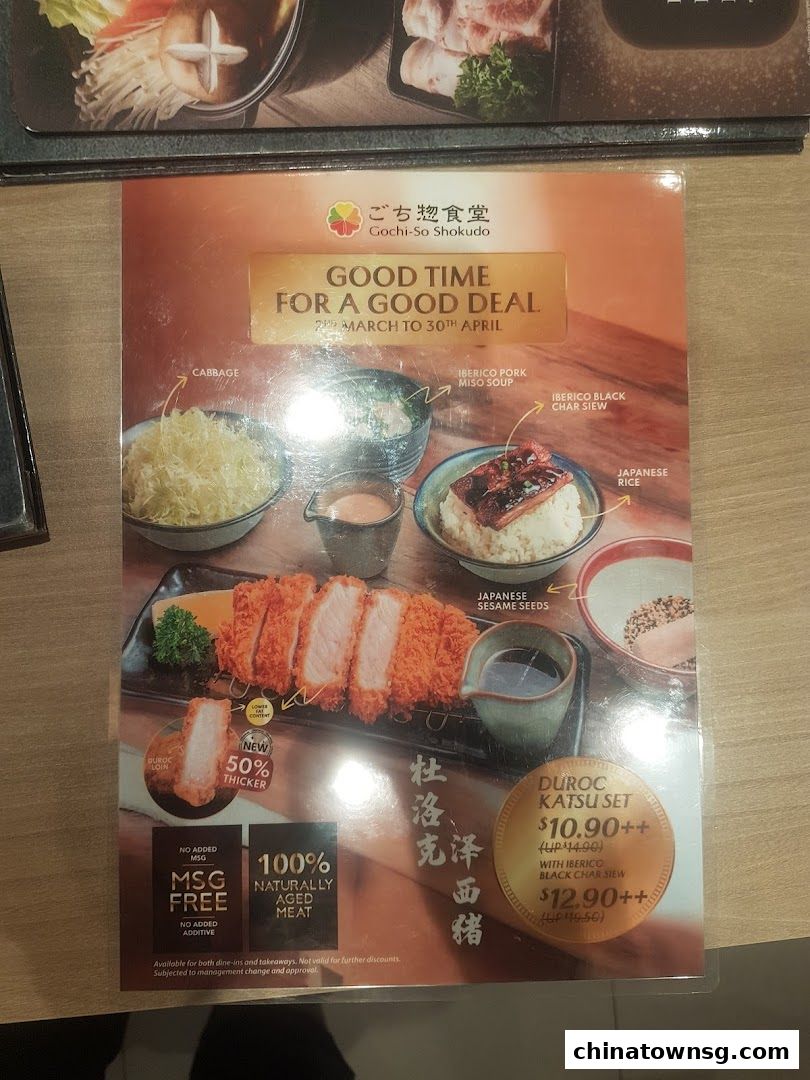 ごち惣食堂
Gochi-So Shokudo
GOOD TIME
FOR A GOOD DEAL
2ND MARCH TO 30TH APRIL
CABBAGE
IBERICO PORK
MISO SOUP
IBERICO BLACK
CHAR SIEW
JAPANESE
RICE
JAPANESE
SESAME SEEDS
LOWER
FAT
CONTENT
DUROC
LOIN
NEW
50%
THICKER
杜洛克
泽西猪
DUROC
KATSU SET
$10.90++
(UP $14.90)
WITH IBERICO
BLACK CHAR SIEW
$12.90++
(UP $19.50)
NO ADDED
MSG
MSG
FREE
NO ADDED
ADDITIVE
100%
NATURALLY
AGED
MEAT
Available for both dine-ins and takeaways. Not valid for further discounts.
Subjected to management change and approval.
chinatownsg.com